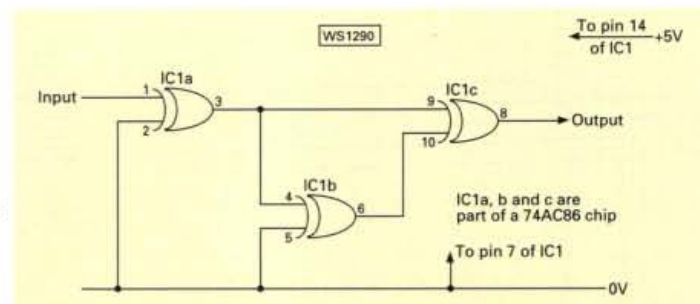 WS1290
To pin 14
of IC1
+5V
IC1a
Input
1
2
3
IC1c
9
10
8
Output
IC1b
4
5
6
IC1a, b and c are
part of a 74AC86 chip
To pin 7 of IC1
0V